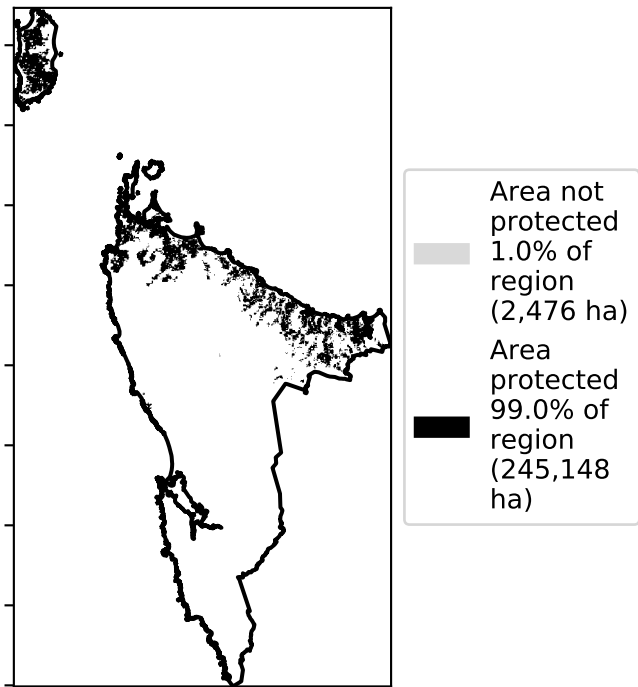 Area not
protected
1.0% of
region
(2,476 ha)
Area
protected
99.0% of
region
(245,148
ha)